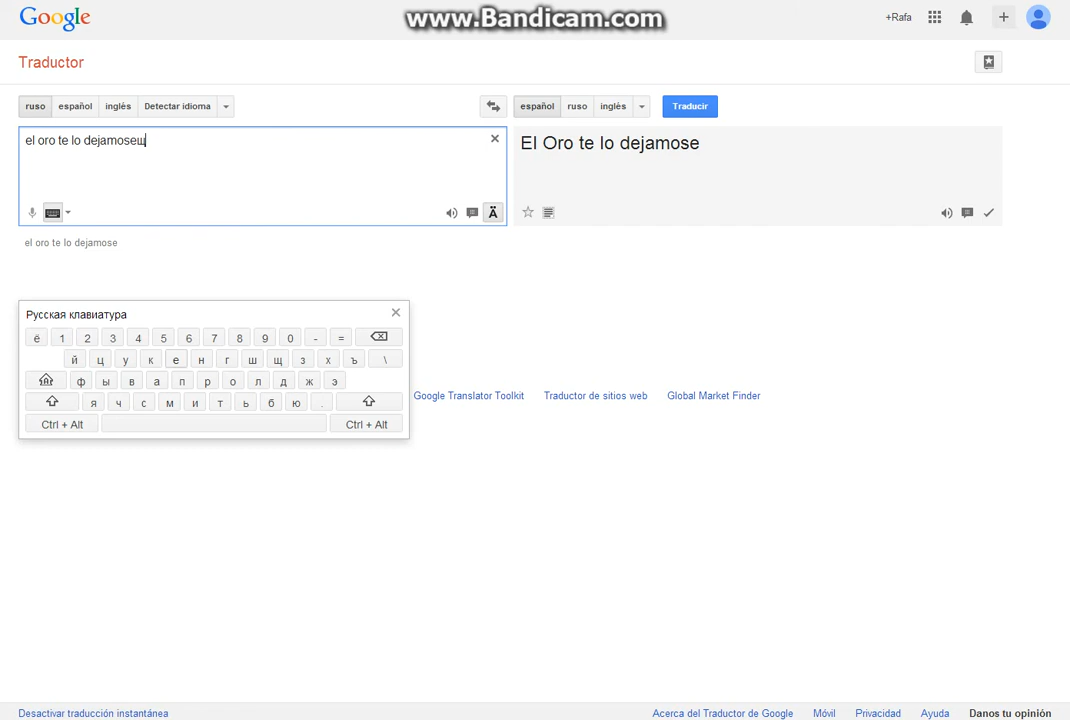 Google
www.Bandicam.com
+Rafa
Traductor
ruso español inglés Detectar idioma
español ruso inglés Traducir
el oro te lo dejamoseщ
El Oro te lo dejamose
Ä
el oro te lo dejamose
Русская клавиатура
ё 1 2 3 4 5 6 7 8 9 0 - =
й ц у к е н г ш щ з х ъ \
ф ы в а п р о л д ж э
я ч с м и т ь б ю .
Ctrl + Alt Ctrl + Alt
Google Translator Toolkit Traductor de sitios web Global Market Finder
Desactivar traducción instantánea Acerca del Traductor de Google Móvil Privacidad Ayuda Danos tu opinión